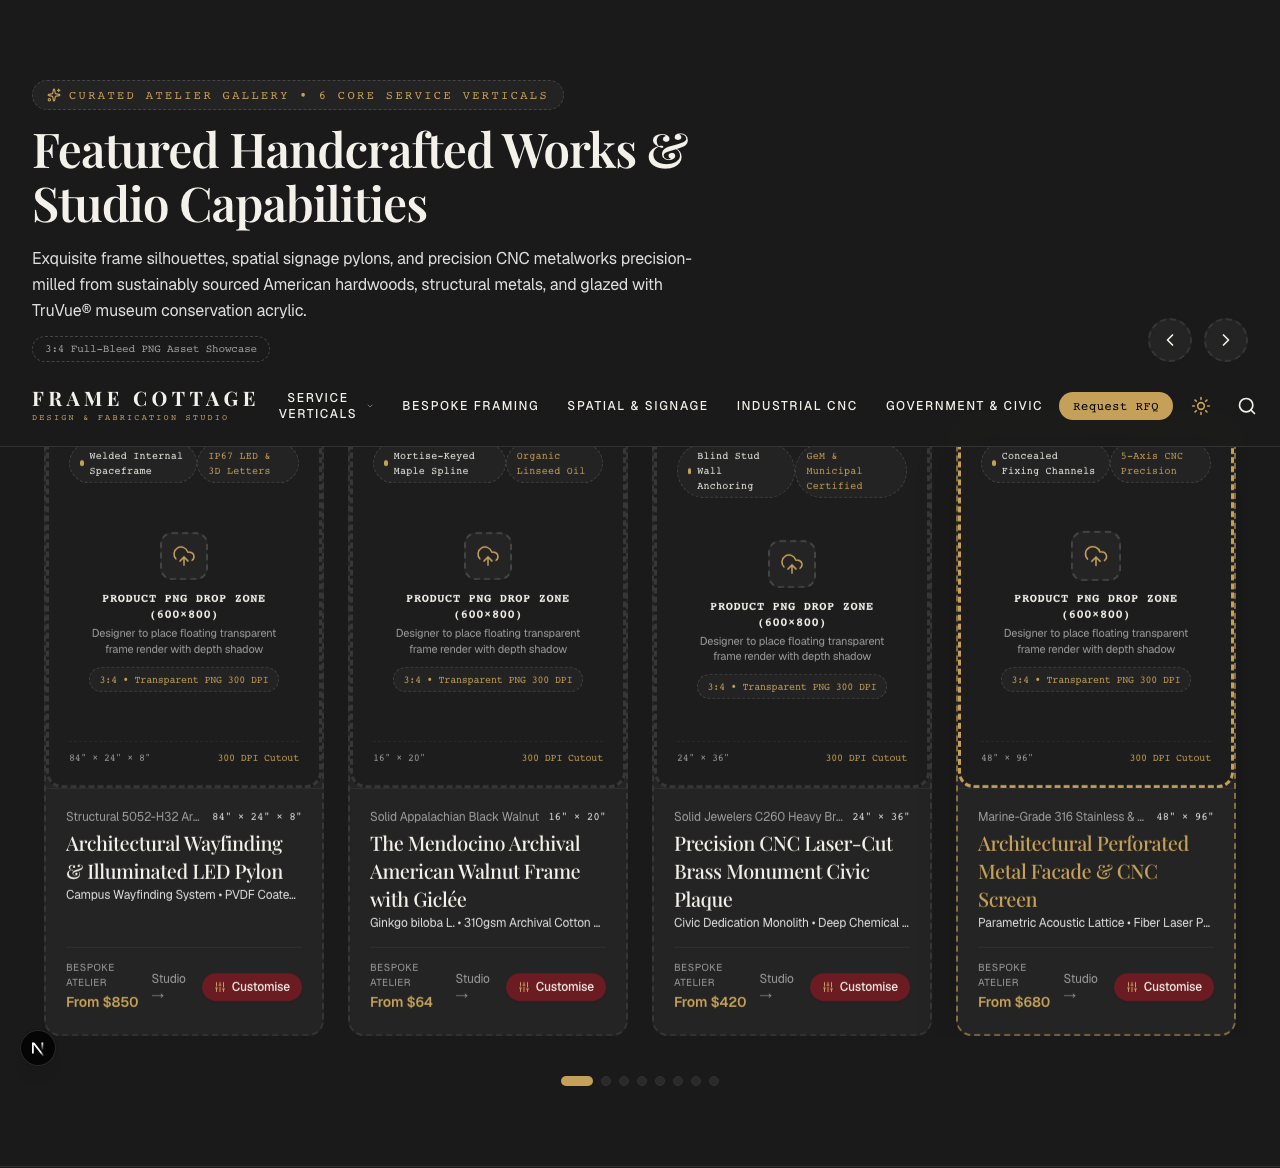 CURATED ATELIER GALLERY • 6 CORE SERVICE VERTICALS
Featured Handcrafted Works &
Studio Capabilities
Exquisite frame silhouettes, spatial signage pylons, and precision CNC metalworks precision-
milled from sustainably sourced American hardwoods, structural metals, and glazed with
TruVue® museum conservation acrylic.
3:4 Full-Bleed PNG Asset Showcase
FRAME COTTAGE
DESIGN & FABRICATION STUDIO
SERVICE
VERTICALS
BESPOKE FRAMING
SPATIAL & SIGNAGE
INDUSTRIAL CNC
GOVERNMENT & CIVIC
Request RFQ
Welded Internal
Spaceframe
IP67 LED &
3D Letters
PRODUCT PNG DROP ZONE
(600×800)
Designer to place floating transparent
frame render with depth shadow
3:4 • Transparent PNG 300 DPI
84" × 24" × 8"
300 DPI Cutout
Structural 5052-H32 Ar...
84" × 24" × 8"
Architectural Wayfinding
& Illuminated LED Pylon
Campus Wayfinding System • PVDF Coate...
BESPOKE
ATELIER
From $850
Studio
→
Customise
Mortise-Keyed
Maple Spline
Organic
Linseed Oil
PRODUCT PNG DROP ZONE
(600×800)
Designer to place floating transparent
frame render with depth shadow
3:4 • Transparent PNG 300 DPI
16" × 20"
300 DPI Cutout
Solid Appalachian Black Walnut
16" × 20"
The Mendocino Archival
American Walnut Frame
with Giclée
Ginkgo biloba L. • 310gsm Archival Cotton ...
BESPOKE
ATELIER
From $64
Studio
→
Customise
Blind Stud
Wall
Anchoring
GeM &
Municipal
Certified
PRODUCT PNG DROP ZONE
(600×800)
Designer to place floating transparent
frame render with depth shadow
3:4 • Transparent PNG 300 DPI
24" × 36"
300 DPI Cutout
Solid Jewelers C260 Heavy Br...
24" × 36"
Precision CNC Laser-Cut
Brass Monument Civic
Plaque
Civic Dedication Monolith • Deep Chemical ...
BESPOKE
ATELIER
From $420
Studio
→
Customise
Concealed
Fixing Channels
5-Axis CNC
Precision
PRODUCT PNG DROP ZONE
(600×800)
Designer to place floating transparent
frame render with depth shadow
3:4 • Transparent PNG 300 DPI
48" × 96"
300 DPI Cutout
Marine-Grade 316 Stainless & ...
48" × 96"
Architectural Perforated
Metal Facade & CNC
Screen
Parametric Acoustic Lattice • Fiber Laser P...
BESPOKE
ATELIER
From $680
Studio
→
Customise
N